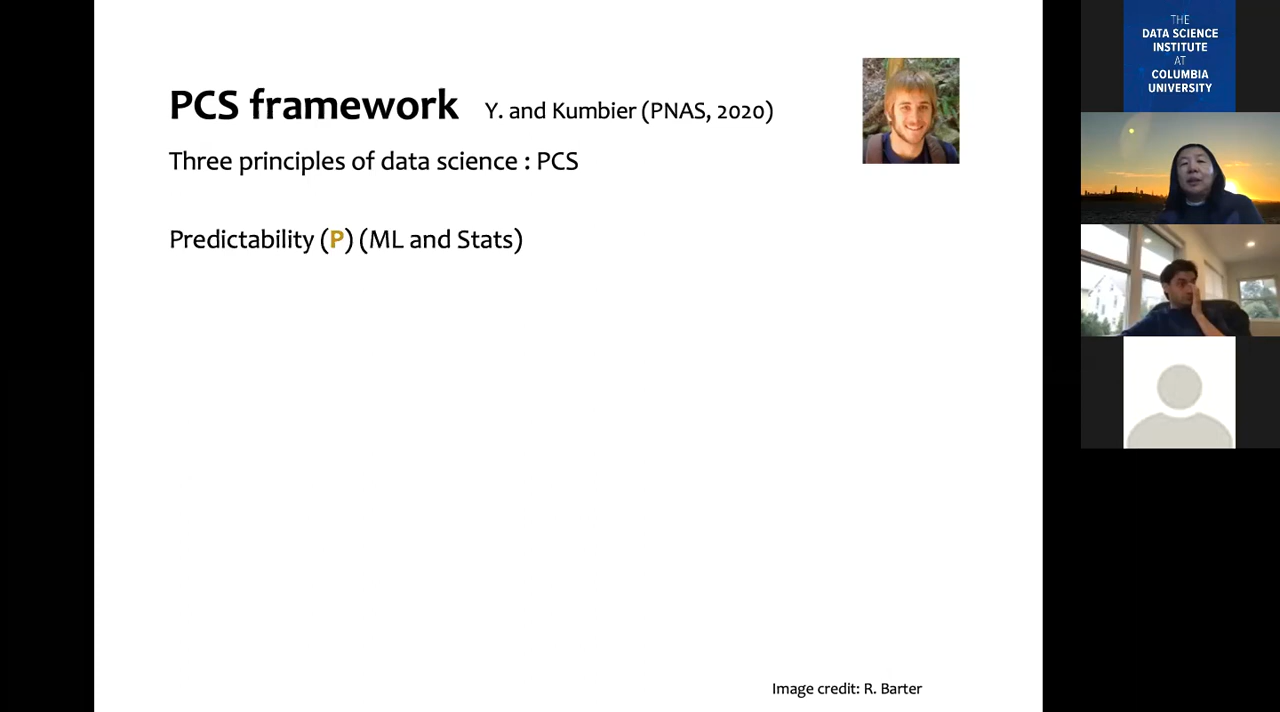 PCS framework Y. and Kumbier (PNAS, 2020)
Three principles of data science : PCS
Predictability (P) (ML and Stats)
Image credit: R. Barter
THE
DATA SCIENCE
INSTITUTE
AT
COLUMBIA
UNIVERSITY